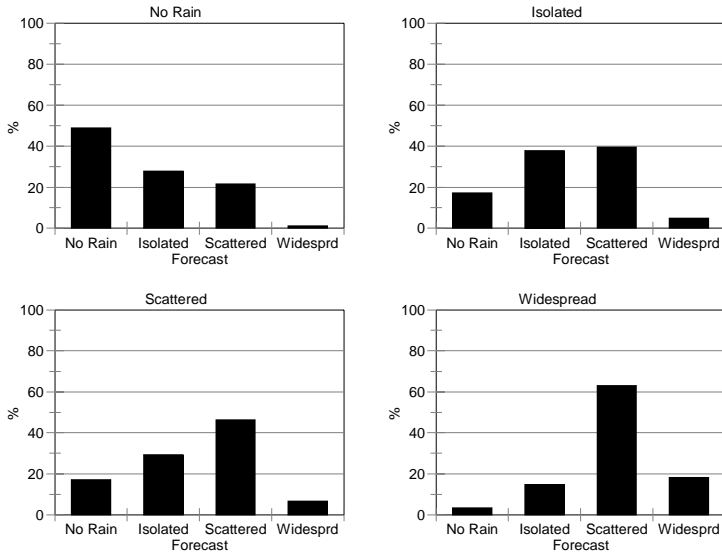 No Rain
100
80
60
40
20
0
%
No Rain Isolated Scattered Widesprd
Forecast
Isolated
100
80
60
40
20
0
%
No Rain Isolated Scattered Widesprd
Forecast
Scattered
100
80
60
40
20
0
%
No Rain Isolated Scattered Widesprd
Forecast
Widespread
100
80
60
40
20
0
%
No Rain Isolated Scattered Widesprd
Forecast